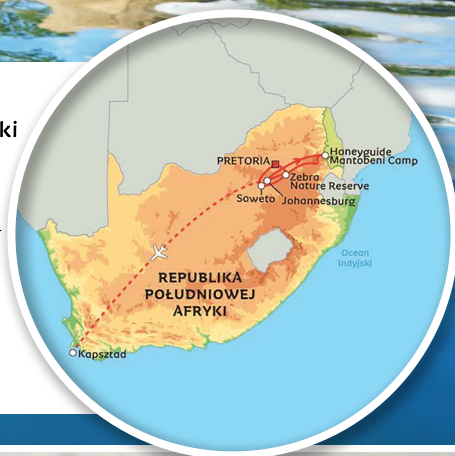 ki
PRETORIA
Honeyguide
Mantobeni Camp
Zebra
Nature Reserve
Soweto
Johannesburg
Ocean
Indyjski
REPUBLIKA
POŁUDNIOWEJ
AFRYKI
Kapsztad